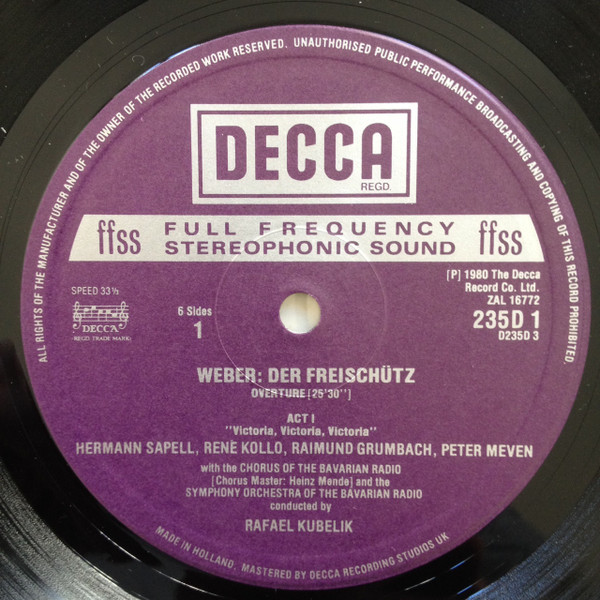 ALL RIGHTS OF THE MANUFACTURER AND OF THE OWNER OF THE RECORDED WORK RESERVED. UNAUTHORISED PUBLIC PERFORMANCE BROADCASTING AND COPYING OF THIS RECORD PROHIBITED.
DECCA
REGD.
ffss FULL FREQUENCY STEREOPHONIC SOUND ffss
[P] 1980 The Decca
Record Co. Ltd.
ZAL 16772
SPEED 33⅓
DECCA
REGD. TRADE MARK
6 Sides
1
235D 1
D235D 3
WEBER: DER FREISCHÜTZ
OVERTURE [25'30'']
ACT I
"Victoria, Victoria, Victoria"
HERMANN SAPELL, RENÉ KOLLO, RAIMUND GRUMBACH, PETER MEVEN
with the CHORUS OF THE BAVARIAN RADIO
[Chorus Master: Heinz Mende] and the
SYMPHONY ORCHESTRA OF THE BAVARIAN RADIO
conducted by
RAFAEL KUBELIK
MADE IN HOLLAND, MASTERED BY DECCA RECORDING STUDIOS UK